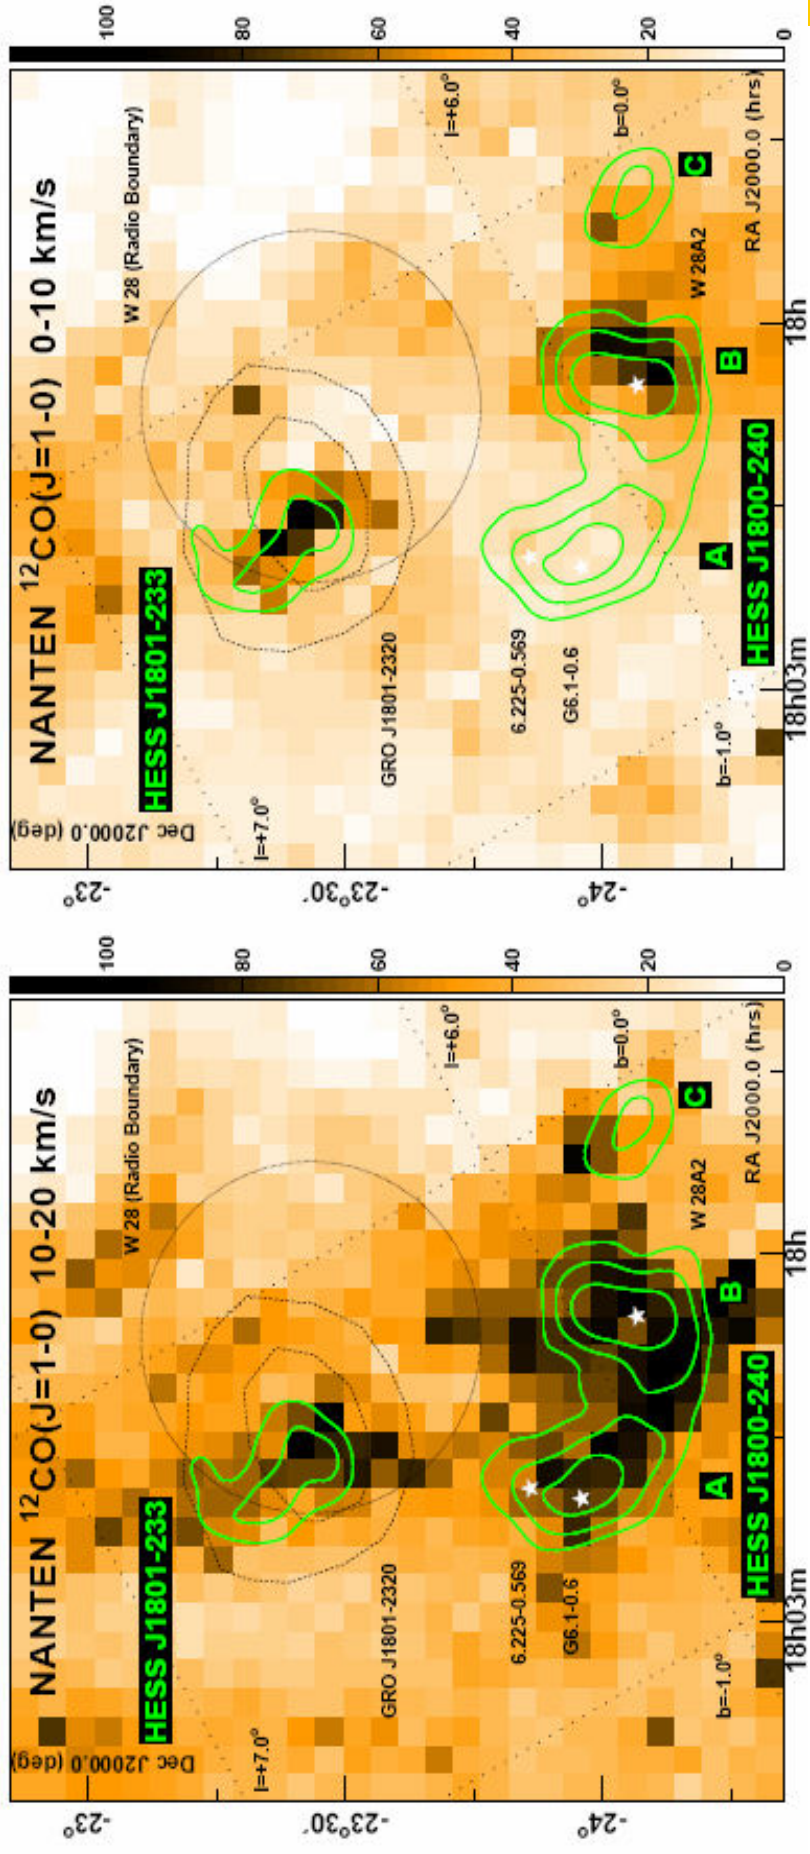 NANTEN ¹²CO(J=1-0) 0-10 km/s
W 28 (Radio Boundary)
HESS J1801-233
Dec J2000.0 (deg)
l=+7.0°
l=+6.0°
GRO J1801-2320
6.225-0.569
G6.1-0.6
b=-1.0°
b=0.0°
A
B
C
W 28A2
HESS J1800-240
RA J2000.0 (hrs)
18h03m
18h
-23°
-23°30´
-24°
100
80
60
40
20
0
NANTEN ¹²CO(J=1-0) 10-20 km/s
W 28 (Radio Boundary)
HESS J1801-233
Dec J2000.0 (deg)
l=+7.0°
l=+6.0°
GRO J1801-2320
6.225-0.569
G6.1-0.6
b=-1.0°
b=0.0°
A
B
C
W 28A2
HESS J1800-240
RA J2000.0 (hrs)
18h03m
18h
-23°
-23°30´
-24°
100
80
60
40
20
0